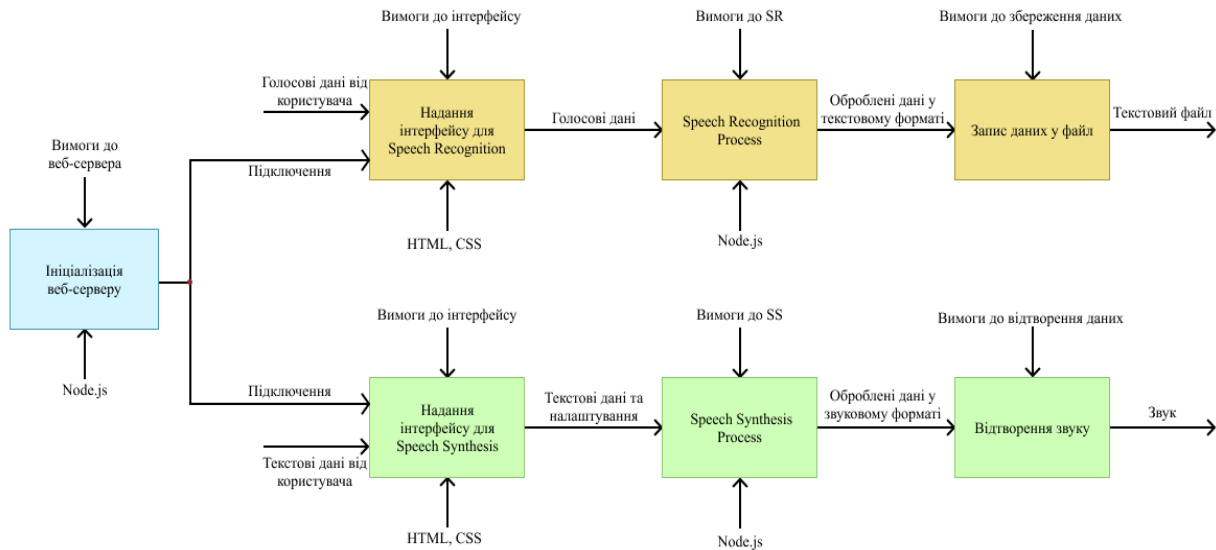 Вимоги до інтерфейсу
Вимоги до SR
Вимоги до збереження даних
Голосові дані від
користувача
Надання
інтерфейсу для
Speech Recognition
Голосові дані
Speech Recognition
Process
Оброблені дані у
текстовому форматі
Запис даних у файл
Текстовий файл
Вимоги до
веб-сервера
Підключення
HTML, CSS
Node.js
Ініціалізація
веб-серверу
Node.js
Вимоги до інтерфейсу
Вимоги до SS
Вимоги до відтворення даних
Підключення
Надання
інтерфейсу для
Speech Synthesis
Текстові дані та
налаштування
Speech Synthesis
Process
Оброблені дані у
звуковому форматі
Відтворення звуку
Звук
Текстові дані від
користувача
HTML, CSS
Node.js